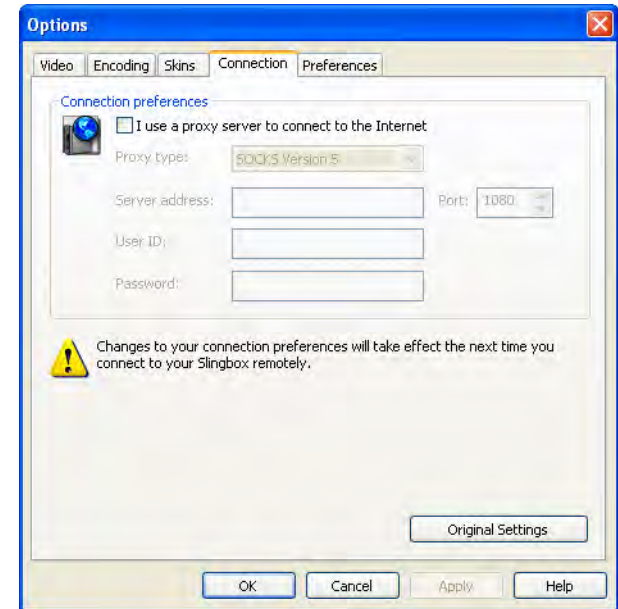 Options
Video Encoding Skins Connection Preferences
Connection preferences
I use a proxy server to connect to the Internet
Proxy type: SOCKS Version 5
Server address: Port: 1080
User ID:
Password:
Changes to your connection preferences will take effect the next time you
connect to your Slingbox remotely.
Original Settings
OK Cancel Apply Help